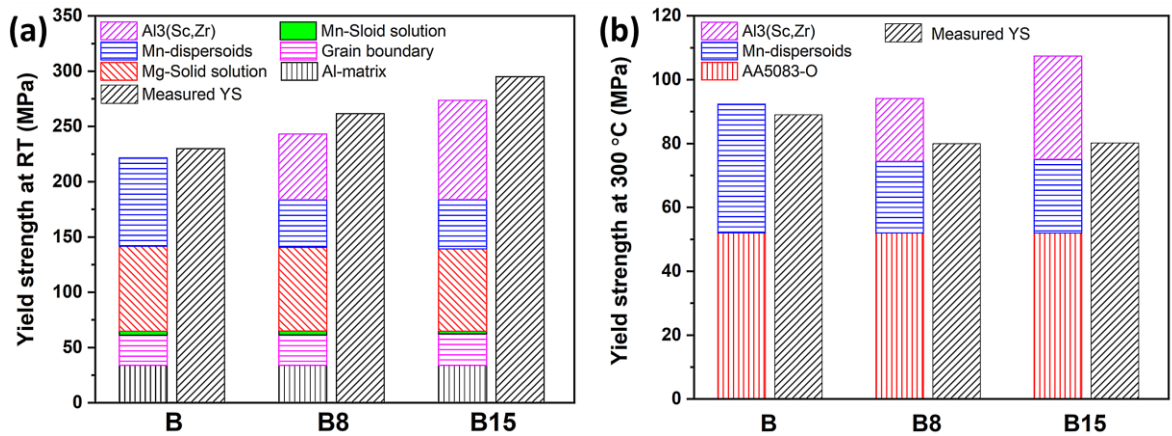 (a)
Yield strength at RT (MPa)
350
300
250
200
150
100
50
0
Al3(Sc,Zr)
Mn-Sloid solution
Mn-dispersoids
Grain boundary
Mg-Solid solution
Al-matrix
Measured YS
B
B8
B15
(b)
Yield strength at 300 °C (MPa)
120
100
80
60
40
20
0
Al3(Sc,Zr)
Measured YS
Mn-dispersoids
AA5083-O
B
B8
B15